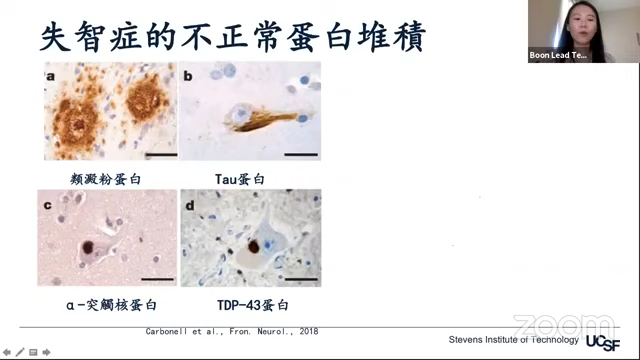 失智症的不正常蛋白堆積
Boon Lead Te...
a
b
類澱粉蛋白
Tau蛋白
c
d
α-突觸核蛋白
TDP-43蛋白
Carbonell et al., Fron. Neurol., 2018
zoom
Stevens Institute of Technology
UCSF